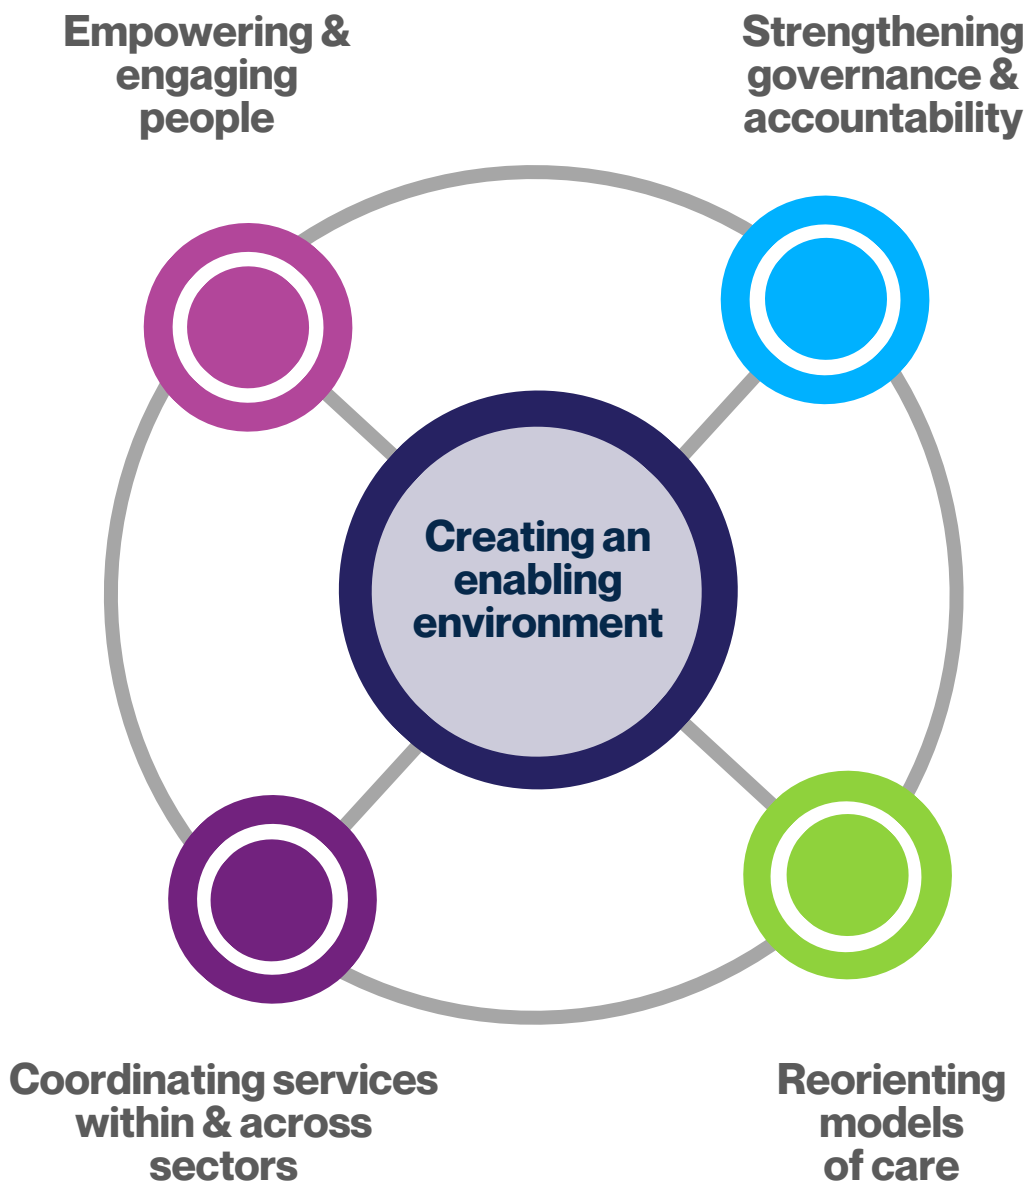 Empowering &
engaging
people
Strengthening
governance &
accountability
Creating an
enabling
environment
Coordinating services
within & across
sectors
Reorienting
models
of care